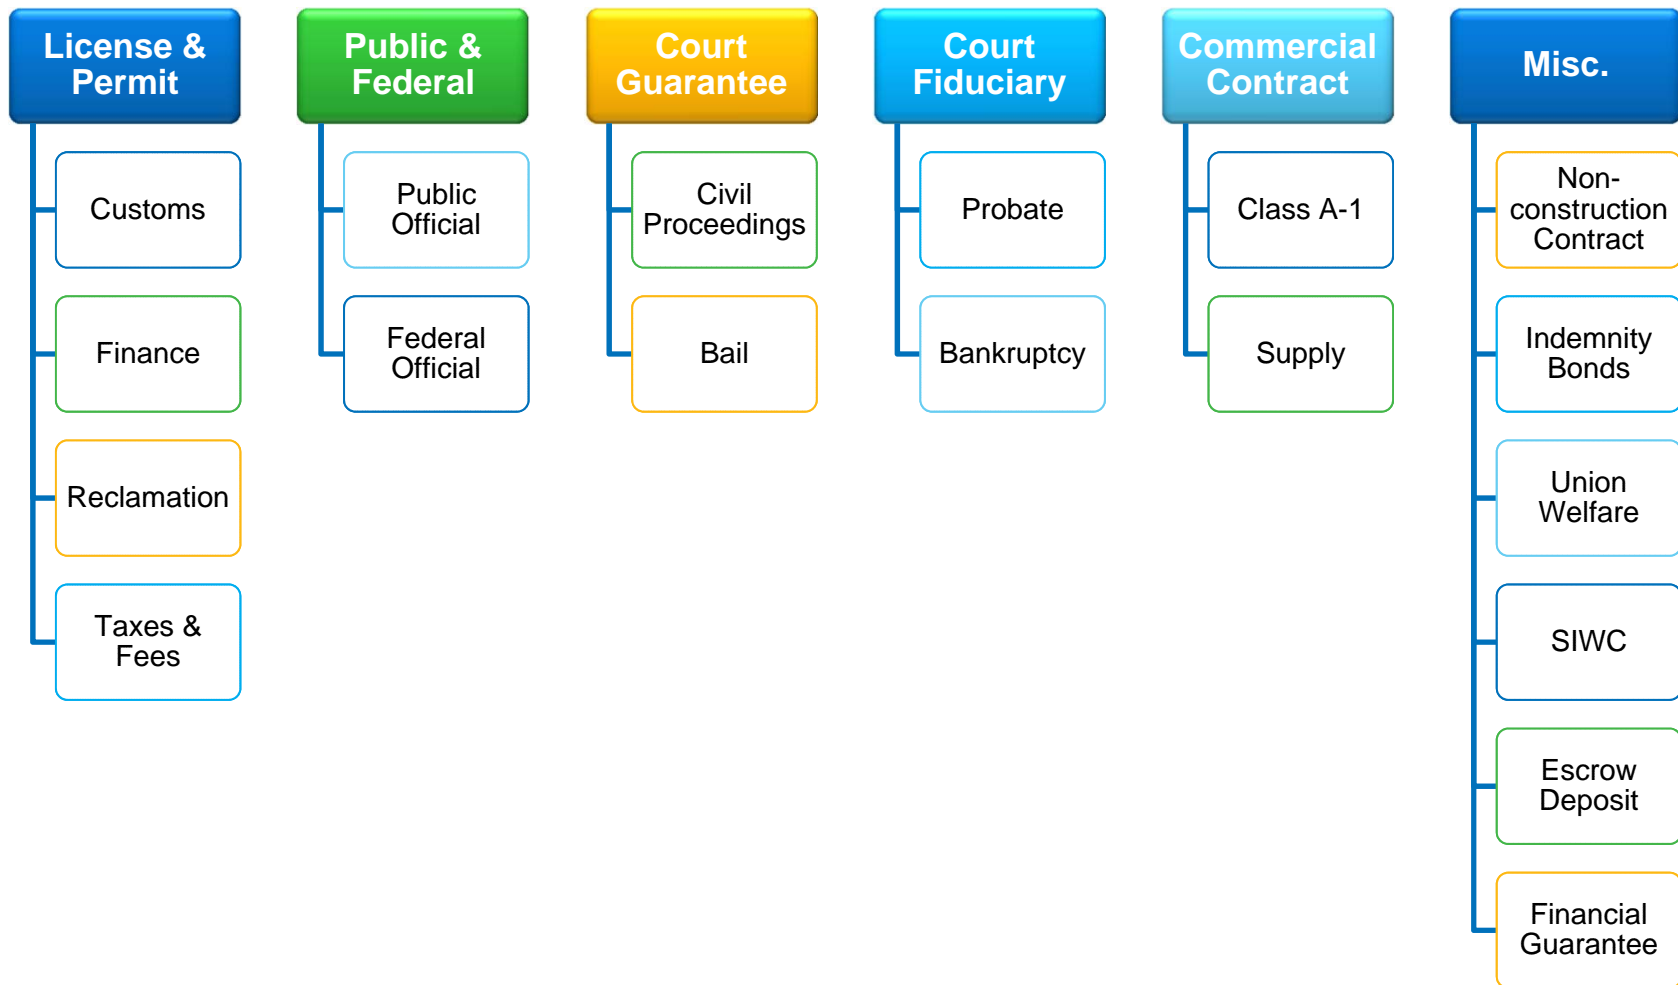 License &
Permit
Customs
Finance
Reclamation
Taxes &
Fees
Public &
Federal
Public
Official
Federal
Official
Court
Guarantee
Civil
Proceedings
Bail
Court
Fiduciary
Probate
Bankruptcy
Commercial
Contract
Class A-1
Supply
Misc.
Non-
construction
Contract
Indemnity
Bonds
Union
Welfare
SIWC
Escrow
Deposit
Financial
Guarantee